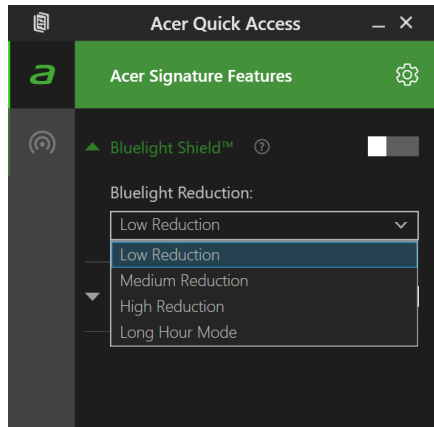 Acer Quick Access
a
Acer Signature Features
Bluelight Shield™ ?
Bluelight Reduction:
Low Reduction
Low Reduction
Medium Reduction
High Reduction
Long Hour Mode